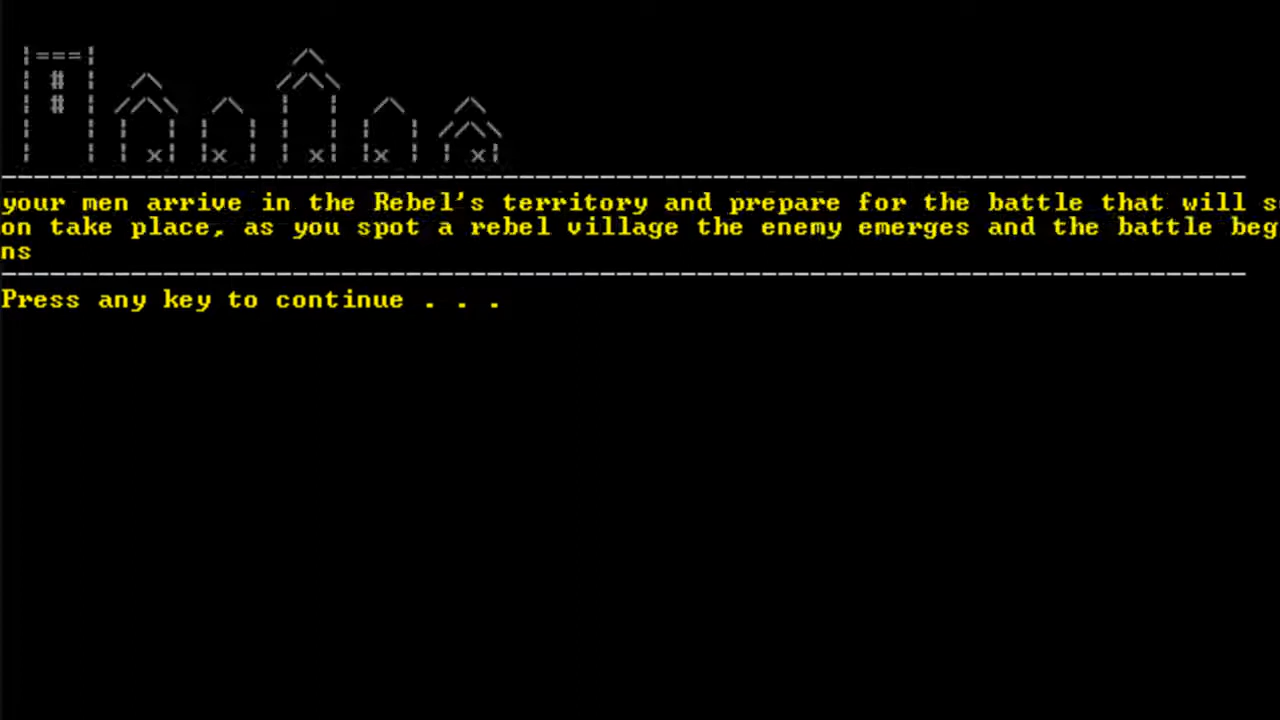 your men arrive in the Rebel's territory and prepare for the battle that will s
on take place, as you spot a rebel village the enemy emerges and the battle beg
ns
Press any key to continue . . .